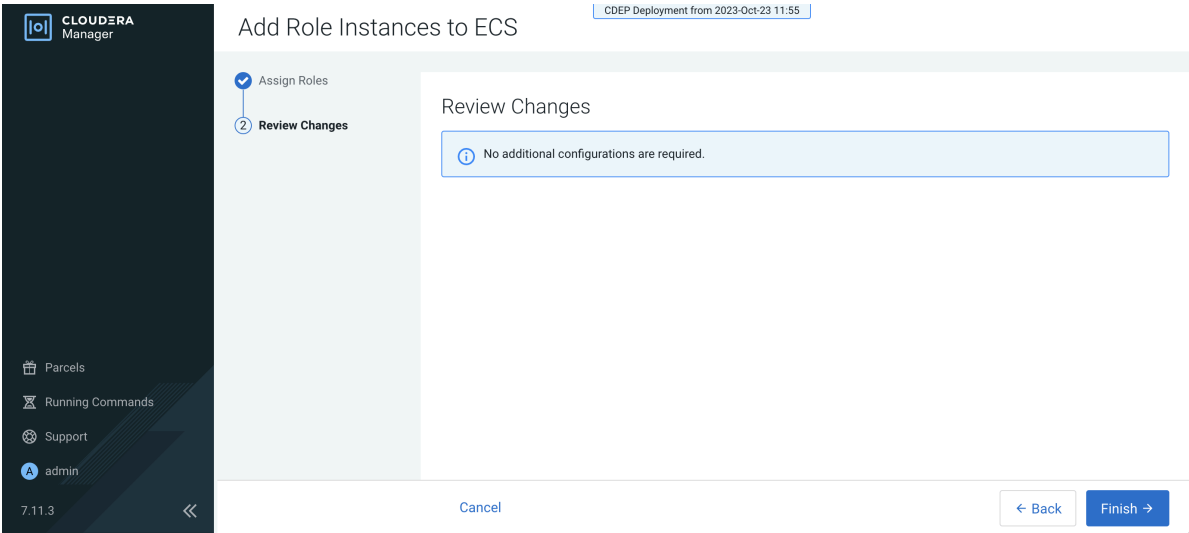 CLOUDERA
Manager
Parcels
Running Commands
Support
A admin
7.11.3
CDEP Deployment from 2023-Oct-23 11:55
Add Role Instances to ECS
Assign Roles
2 Review Changes
Review Changes
No additional configurations are required.
Cancel
← Back
Finish →